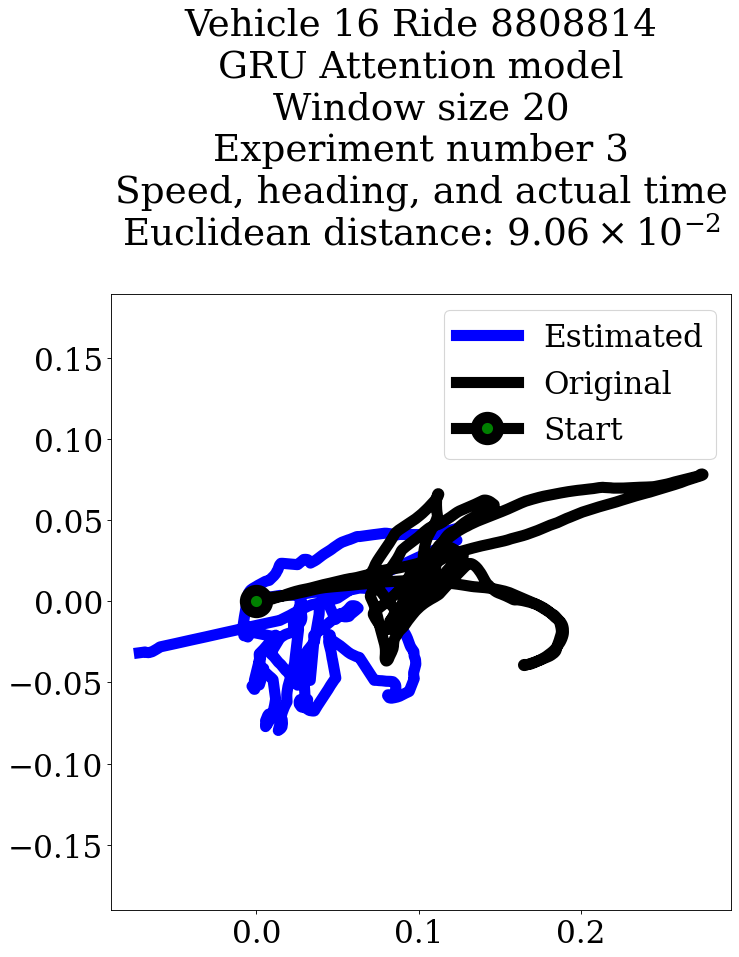 Vehicle 16 Ride 8808814
GRU Attention model
Window size 20
Experiment number 3
Speed, heading, and actual time
Euclidean distance: 9.06 × 10⁻²
Estimated
Original
Start
0.15
0.10
0.05
0.00
−0.05
−0.10
−0.15
0.0
0.1
0.2